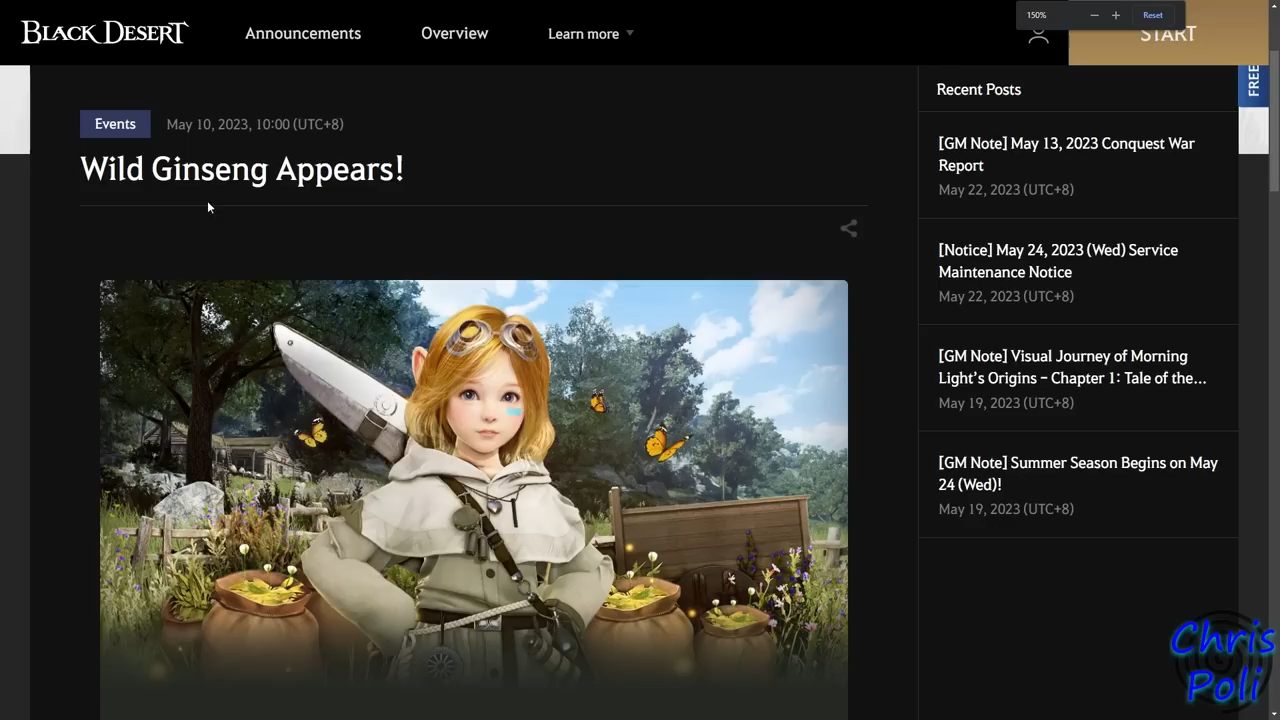 BLACK DESERT
Announcements
Overview
Learn more
150%
Reset
START
FREE
Events
May 10, 2023, 10:00 (UTC+8)
Wild Ginseng Appears!
Recent Posts
[GM Note] May 13, 2023 Conquest War
Report
May 22, 2023 (UTC+8)
[Notice] May 24, 2023 (Wed) Service
Maintenance Notice
May 22, 2023 (UTC+8)
[GM Note] Visual Journey of Morning
Light's Origins – Chapter 1: Tale of the...
May 19, 2023 (UTC+8)
[GM Note] Summer Season Begins on May
24 (Wed)!
May 19, 2023 (UTC+8)
Chris
Poli